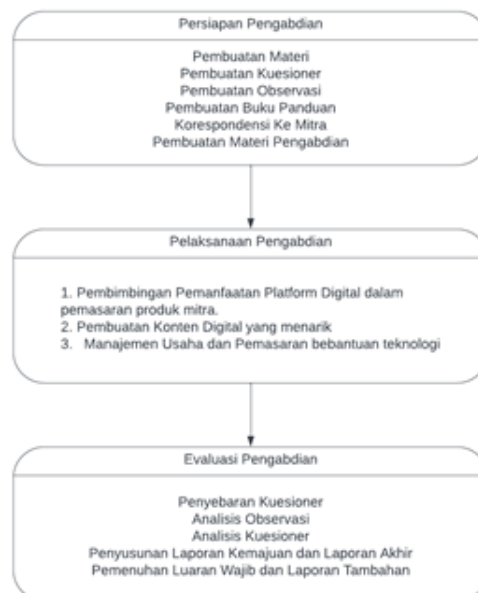 Persiapan Pengabdian
Pembuatan Materi
Pembuatan Kuesioner
Pembuatan Observasi
Pembuatan Buku Panduan
Korespondensi Ke Mitra
Pembuatan Materi Pengabdian
Pelaksanaan Pengabdian
1. Pembimbingan Pemanfaatan Platform Digital dalam
pemasaran produk mitra.
2. Pembuatan Konten Digital yang menarik
3. Manajemen Usaha dan Pemasaran bebantuan teknologi
Evaluasi Pengabdian
Penyebaran Kuesioner
Analisis Observasi
Analisis Kuesioner
Penyusunan Laporan Kemajuan dan Laporan Akhir
Pemenuhan Luaran Wajib dan Laporan Tambahan